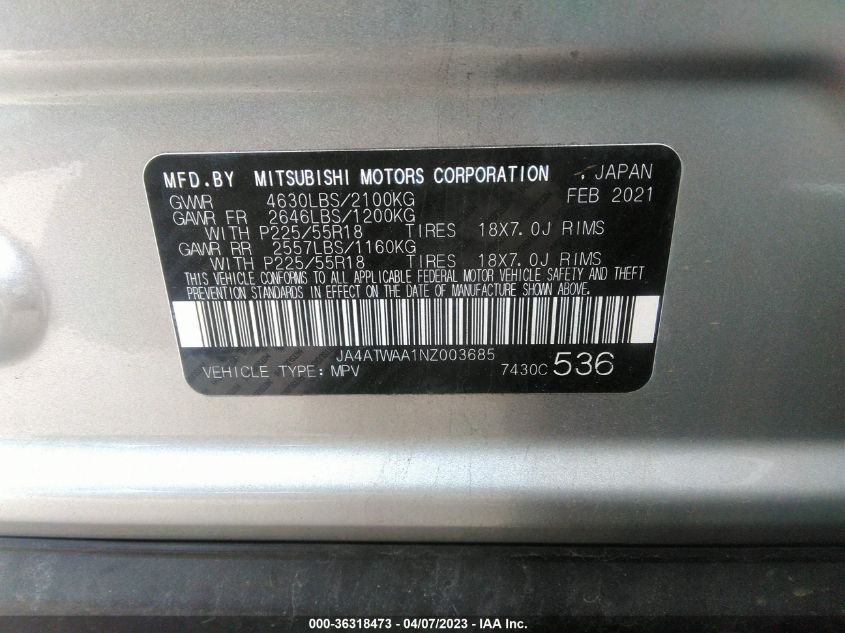 MFD.BY MITSUBISHI MOTORS CORPORATION , JAPAN
GVWR 4630LBS/2100KG FEB 2021
GAWR FR 2646LBS/1200KG
WITH P225/55R18 TIRES 18X7.0J RIMS
GAWR RR 2557LBS/1160KG
WITH P225/55R18 TIRES 18X7.0J RIMS
THIS VEHICLE CONFORMS TO ALL APPLICABLE FEDERAL MOTOR VEHICLE SAFETY AND THEFT
PREVENTION STANDARDS IN EFFECT ON THE DATE OF MANUFACTURE SHOWN ABOVE.
JA4ATWAA1NZ003685
VEHICLE TYPE: MPV 7430C 536
000-36318473 - 04/07/2023 - IAA Inc.